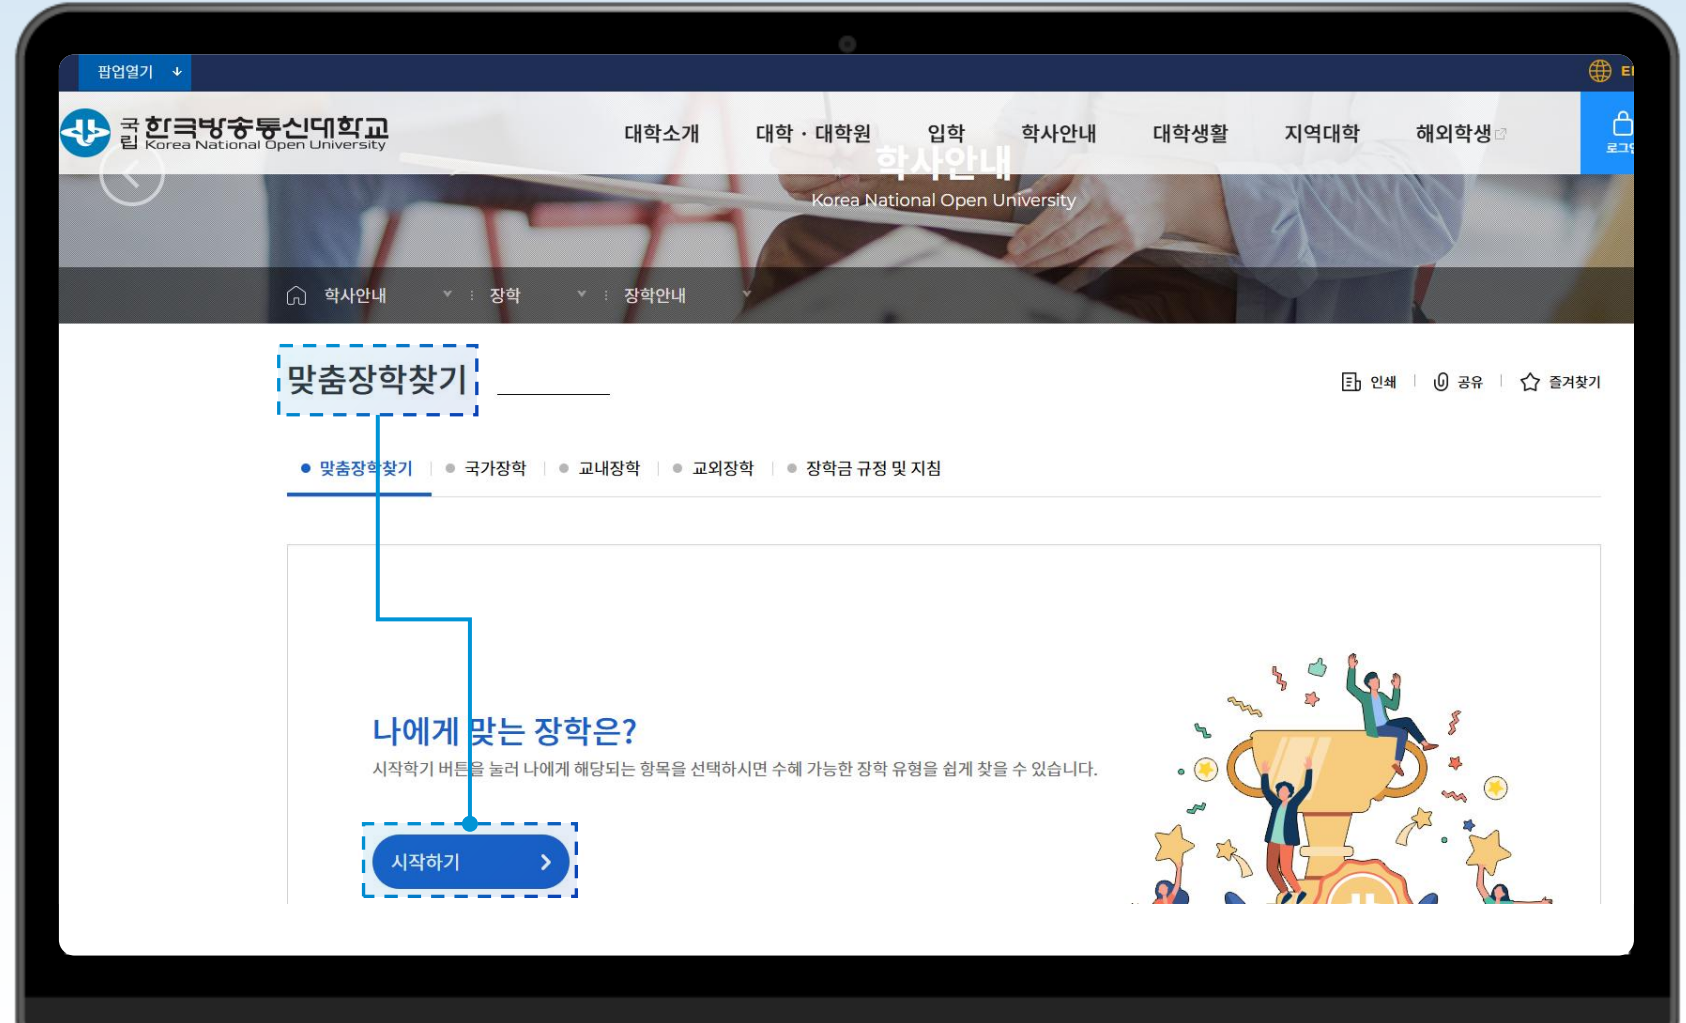 팝업열기
국립 한국방송통신대학교
Korea National Open University
대학소개 대학 · 대학원 입학 학사안내 대학생활 지역대학 해외학생
학사안내
Korea National Open University
학사안내 장학 장학안내
맞춤장학찾기
인쇄 공유 즐겨찾기
맞춤장학찾기 국가장학 교내장학 교외장학 장학금 규정 및 지침
나에게 맞는 장학은?
시작학기 버튼을 눌러 나에게 해당되는 항목을 선택하시면 수혜 가능한 장학 유형을 쉽게 찾을 수 있습니다.
시작하기